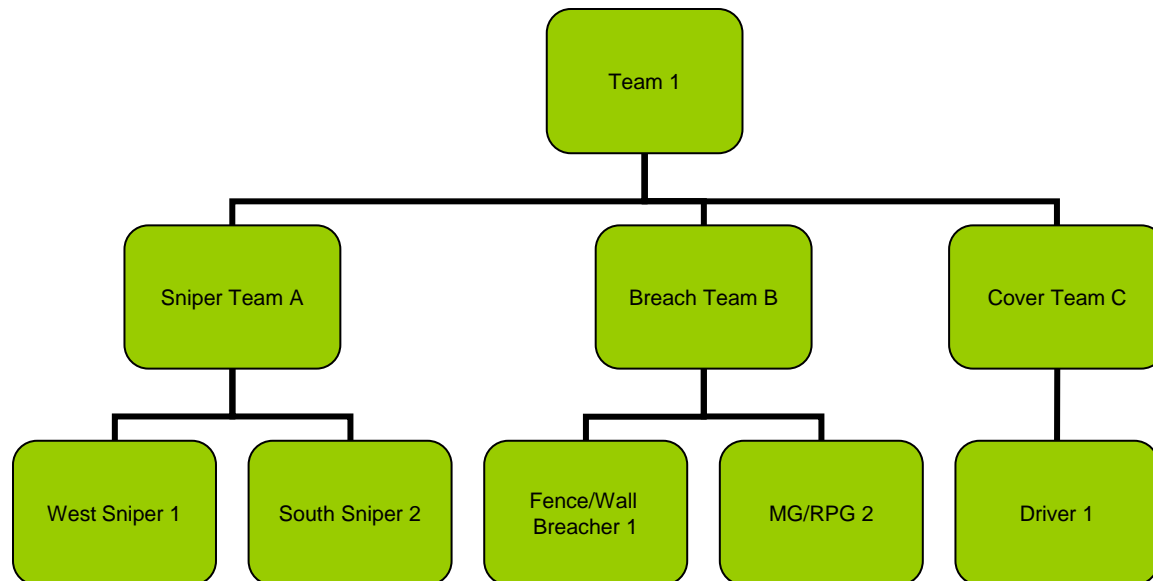 Team 1
Sniper Team A
Breach Team B
Cover Team C
West Sniper 1
South Sniper 2
Fence/Wall
Breacher 1
MG/RPG 2
Driver 1